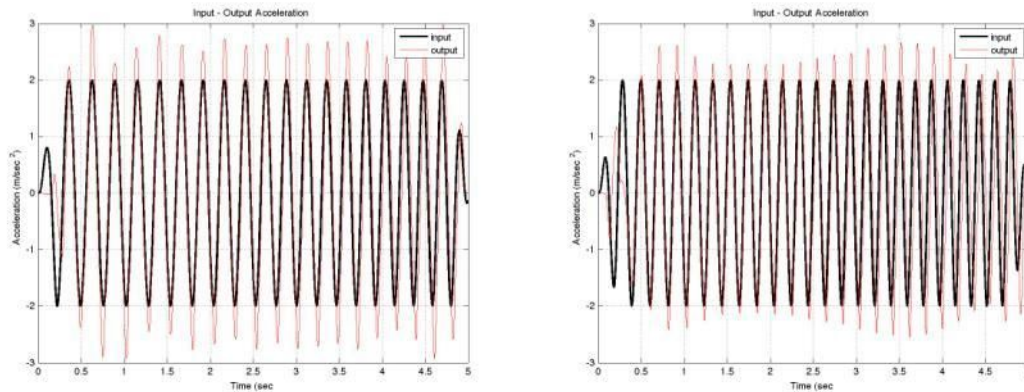 Input - Output Acceleration
3
2
1
0
-1
-2
-3
Acceleration (m/sec 2)
input
output
0 0.5 1 1.5 2 2.5 3 3.5 4 4.5 5
Time (sec
Input - Output Acceleration
3
2
1
0
-1
-2
-3
Acceleration (m/sec 2)
input
output
0 0.5 1 1.5 2 2.5 3 3.5 4 4.5 5
Time (sec